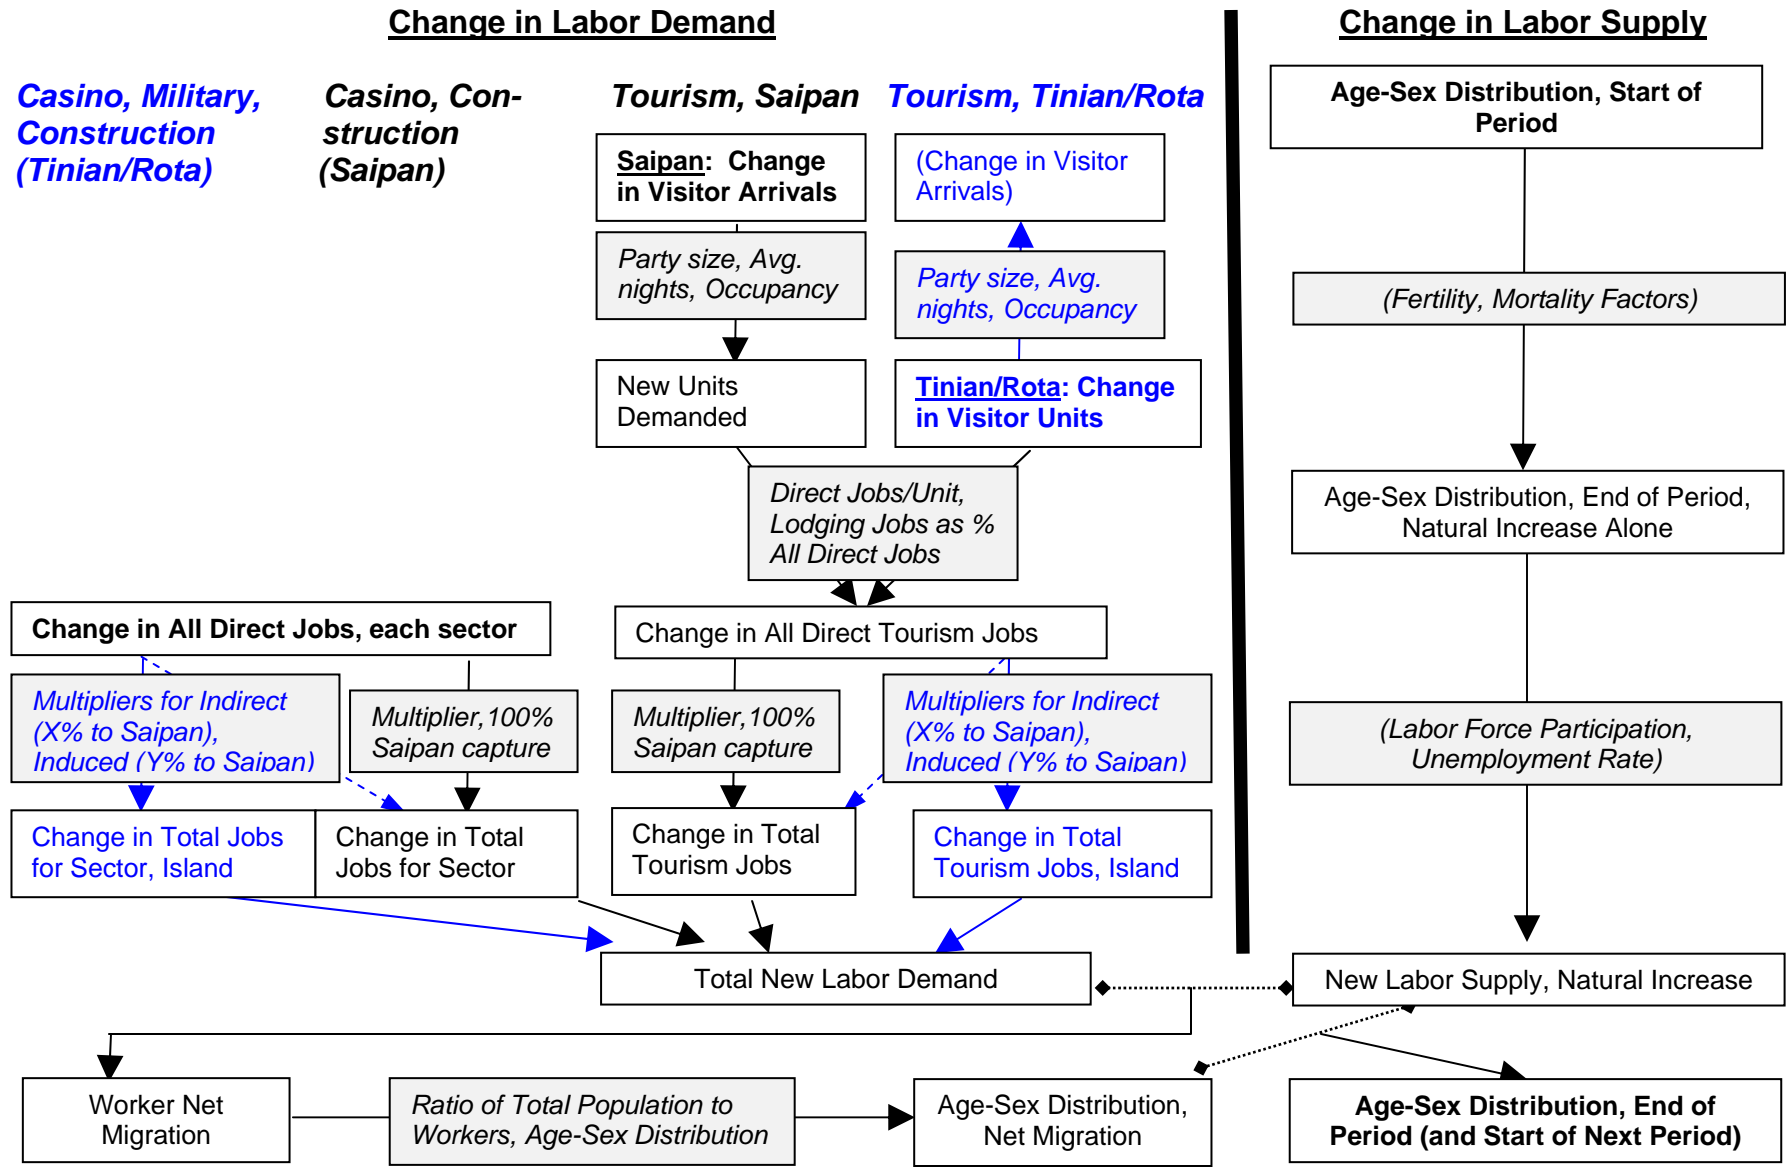 Change in Labor Demand
Change in Labor Supply
Casino, Military,
Construction
(Tinian/Rota)
Casino, Con-
struction
(Saipan)
Tourism, Saipan
Tourism, Tinian/Rota
Saipan: Change
in Visitor Arrivals
(Change in Visitor
Arrivals)
Party size, Avg.
nights, Occupancy
Party size, Avg.
nights, Occupancy
New Units
Demanded
Tinian/Rota: Change
in Visitor Units
Direct Jobs/Unit,
Lodging Jobs as %
All Direct Jobs
Change in All Direct Jobs, each sector
Change in All Direct Tourism Jobs
Multipliers for Indirect
(X% to Saipan),
Induced (Y% to Saipan)
Multiplier,100%
Saipan capture
Multiplier,100%
Saipan capture
Multipliers for Indirect
(X% to Saipan),
Induced (Y% to Saipan)
Change in Total Jobs
for Sector, Island
Change in Total
Jobs for Sector
Change in Total
Tourism Jobs
Change in Total
Tourism Jobs, Island
Total New Labor Demand
Age-Sex Distribution, Start of
Period
(Fertility, Mortality Factors)
Age-Sex Distribution, End of Period,
Natural Increase Alone
(Labor Force Participation,
Unemployment Rate)
New Labor Supply, Natural Increase
Worker Net
Migration
Ratio of Total Population to
Workers, Age-Sex Distribution
Age-Sex Distribution,
Net Migration
Age-Sex Distribution, End of
Period (and Start of Next Period)